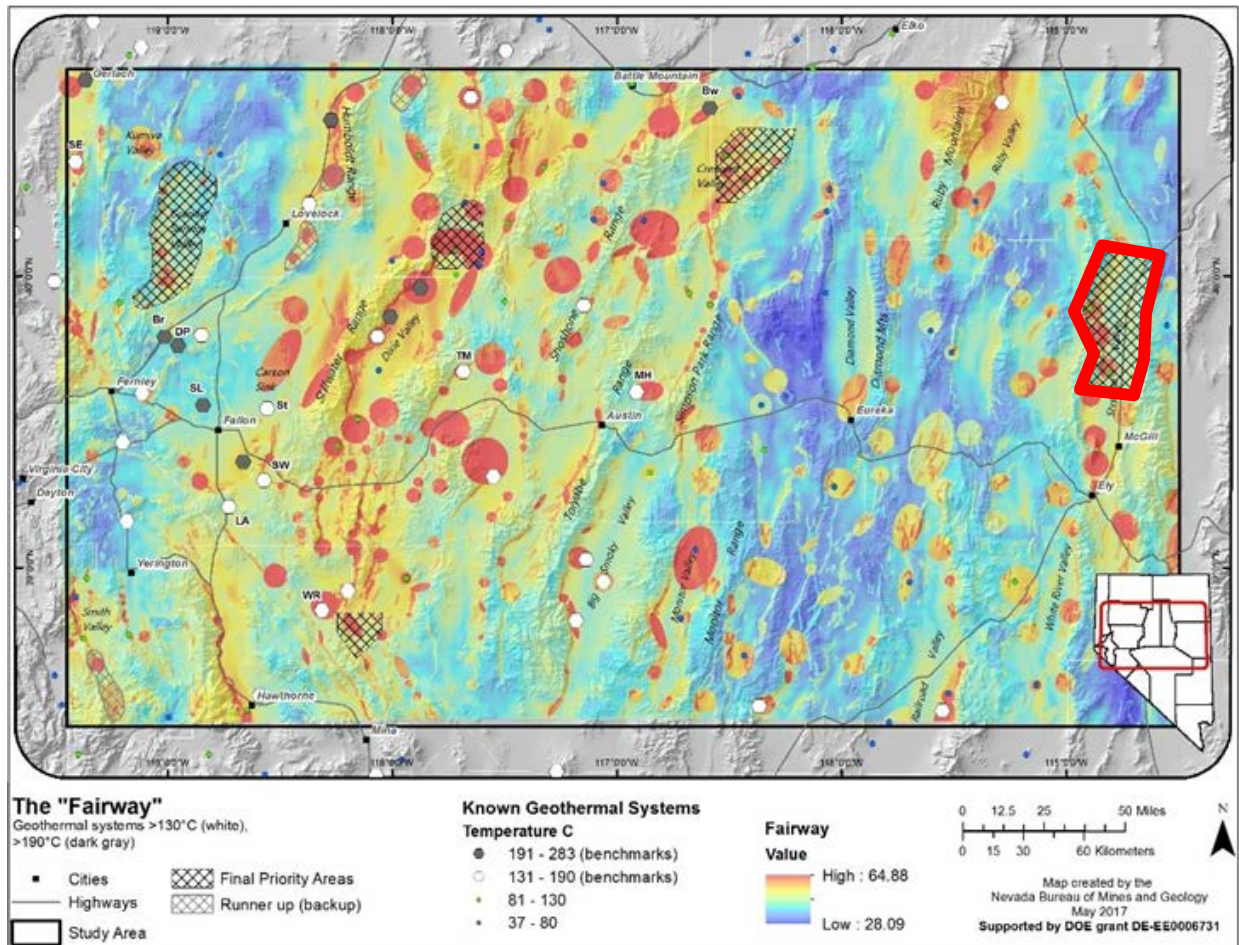 119°0'W
118°0'W
117°0'W
116°0'W
115°0'W
Elko
Gerlach
Battle Mountain
Bw
Kumiva
Valley
SE
Humboldt Range
Ruby Mountains
Ruby Valley
Crescent
Valley
Lovelock
Range
Br
DP
Stillwater Range
Dixie Valley
Carson
Sink
Shoshone Range
Simpson Park Range
Diamond Valley
Diamond Mts
TM
MH
Fernley
SL
St
Fallon
Austin
Eureka
McGill
Virginia City
Dayton
SW
LA
Ely
Toiyabe
Big Smoky Valley
Monitor Valley
Monitor Range
White River Valley
Railroad Valley
Yerington
WR
Smith
Valley
Hawthorne
Mina
The "Fairway"
Geothermal systems >130°C (white),
>190°C (dark gray)
Cities
Highways
Study Area
Final Priority Areas
Runner up (backup)
Known Geothermal Systems
Temperature C
191 - 283 (benchmarks)
131 - 190 (benchmarks)
81 - 130
37 - 80
Fairway
Value
High : 64.88
Low : 28.09
0 12.5 25 50 Miles
0 15 30 60 Kilometers
N
Map created by the
Nevada Bureau of Mines and Geology
May 2017
Supported by DOE grant DE-EE0006731